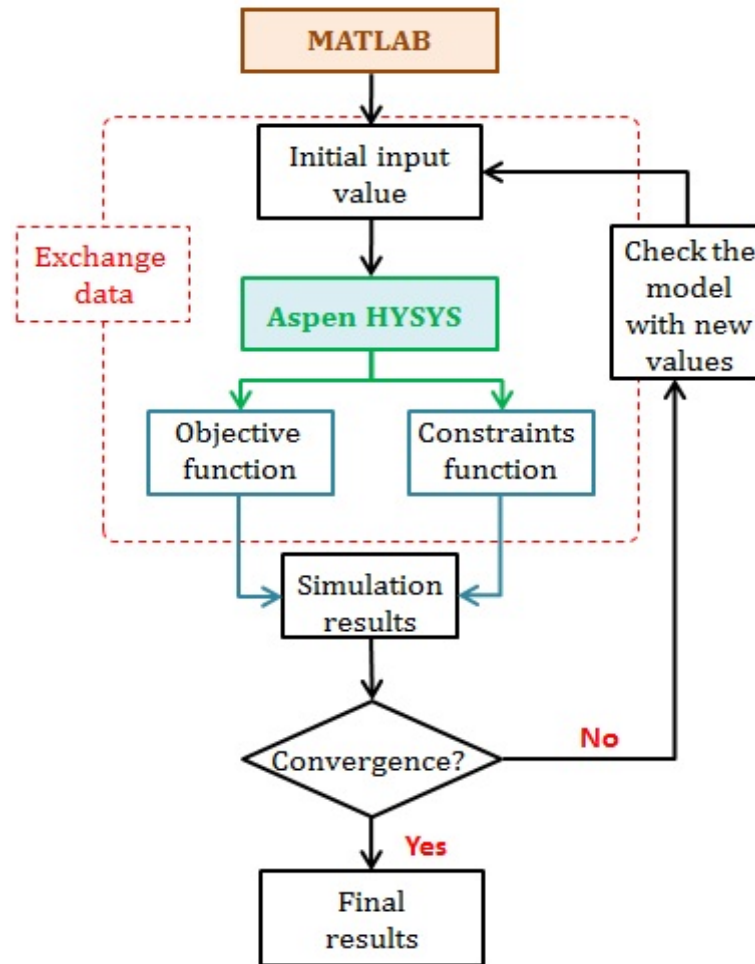 MATLAB
Initial input
value
Exchange
data
Check the
model
with new
values
Aspen HYSYS
Objective
function
Constraints
function
Simulation
results
Convergence?
No
Yes
Final
results